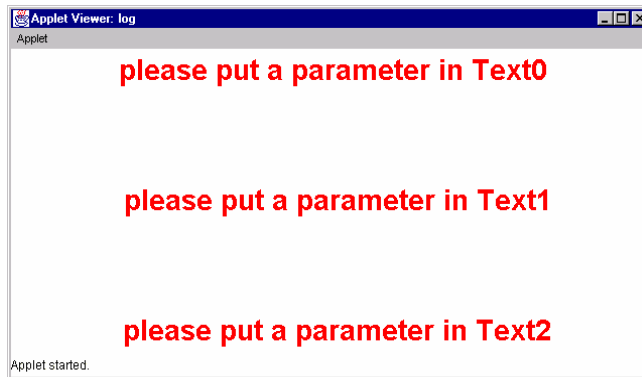 Applet Viewer: log
Applet
please put a parameter in Text0
please put a parameter in Text1
please put a parameter in Text2
Applet started.